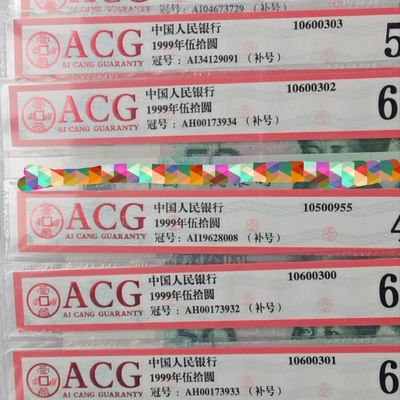 冠号：AI04673729 （补号）
ACG
AI CANG GUARANTY
中国人民银行 10600303
1999年伍拾圆
冠号：AI34129091 （补号）
5
ACG
AI CANG GUARANTY
中国人民银行 10600302
1999年伍拾圆
冠号：AH00173934 （补号）
6
ACG
AI CANG GUARANTY
中国人民银行 10500955
1999年伍拾圆
冠号：AI19628008 （补号）
4
ACG
AI CANG GUARANTY
中国人民银行 10600300
1999年伍拾圆
冠号：AH00173932 （补号）
6
ACG
AI CANG GUARANTY
中国人民银行 10600301
1999年伍拾圆
冠号：AH00173933 （补号）
6